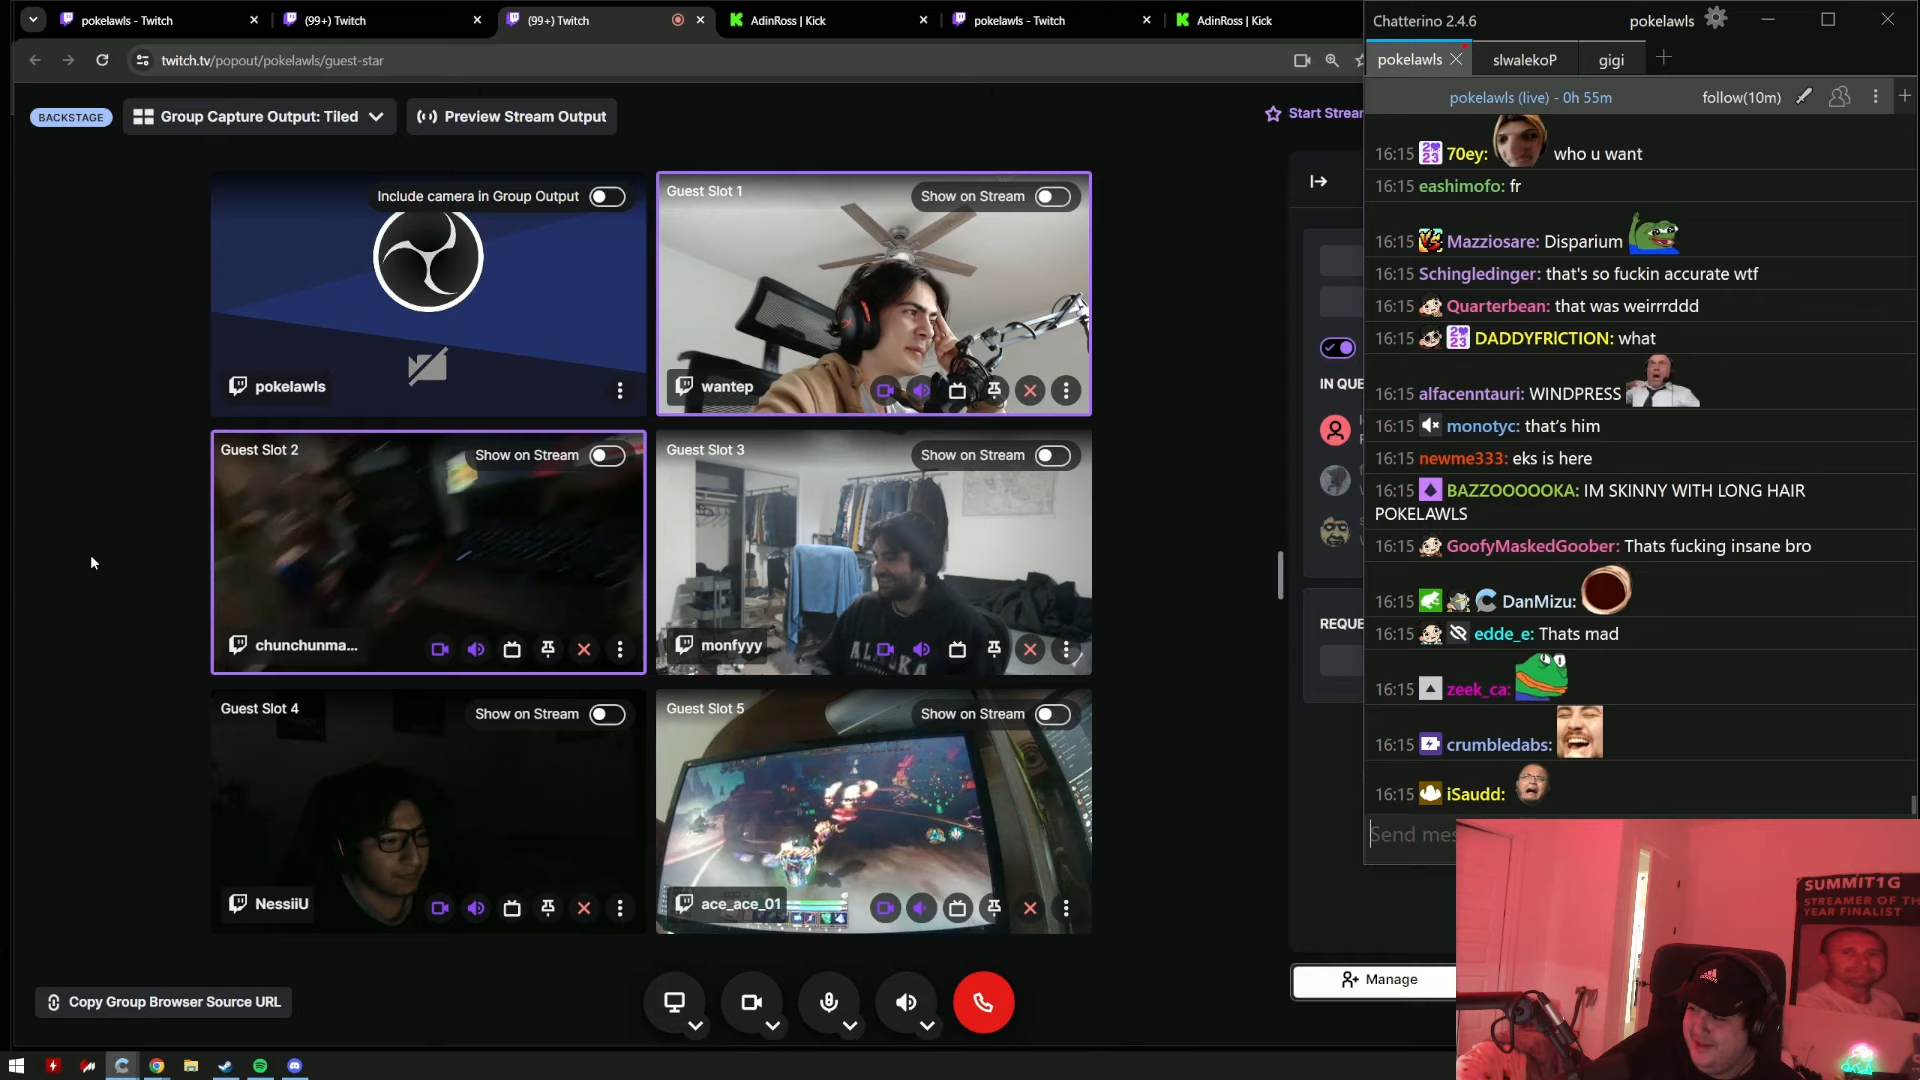 pokelawls - Twitch
(99+) Twitch
(99+) Twitch
AdinRoss | Kick
pokelawls - Twitch
AdinRoss | Kick
twitch.tv/popout/pokelawls/guest-star
BACKSTAGE
Group Capture Output: Tiled
Preview Stream Output
Start Strear
Include camera in Group Output
pokelawls
Guest Slot 1
Show on Stream
wantep
Guest Slot 2
Show on Stream
chunchunma...
Guest Slot 3
Show on Stream
monfyyy
Guest Slot 4
Show on Stream
NessiiU
Guest Slot 5
Show on Stream
ace_ace_01
IN QUE
REQUE
Manage
Copy Group Browser Source URL
Chatterino 2.4.6
pokelawls
pokelawls
slwalekoP
gigi
pokelawls (live) - 0h 55m
follow(10m)
16:15 70ey: who u want
16:15 eashimofo: fr
16:15 Mazziosare: Disparium
16:15 Schingledinger: that's so fuckin accurate wtf
16:15 Quarterbean: that was weirrrddd
16:15 DADDYFRICTION: what
16:15 alfacenntauri: WINDPRESS
16:15 monotyc: that's him
16:15 newme333: eks is here
16:15 BAZZOOOOOKA: IM SKINNY WITH LONG HAIR
POKELAWLS
16:15 GoofyMaskedGoober: Thats fucking insane bro
16:15 DanMizu:
16:15 edde_e: Thats mad
16:15 zeek_ca:
16:15 crumbledabs:
16:15 iSaudd:
Send mes
SUMMIT1G
STREAMER OF THE
YEAR FINALIST